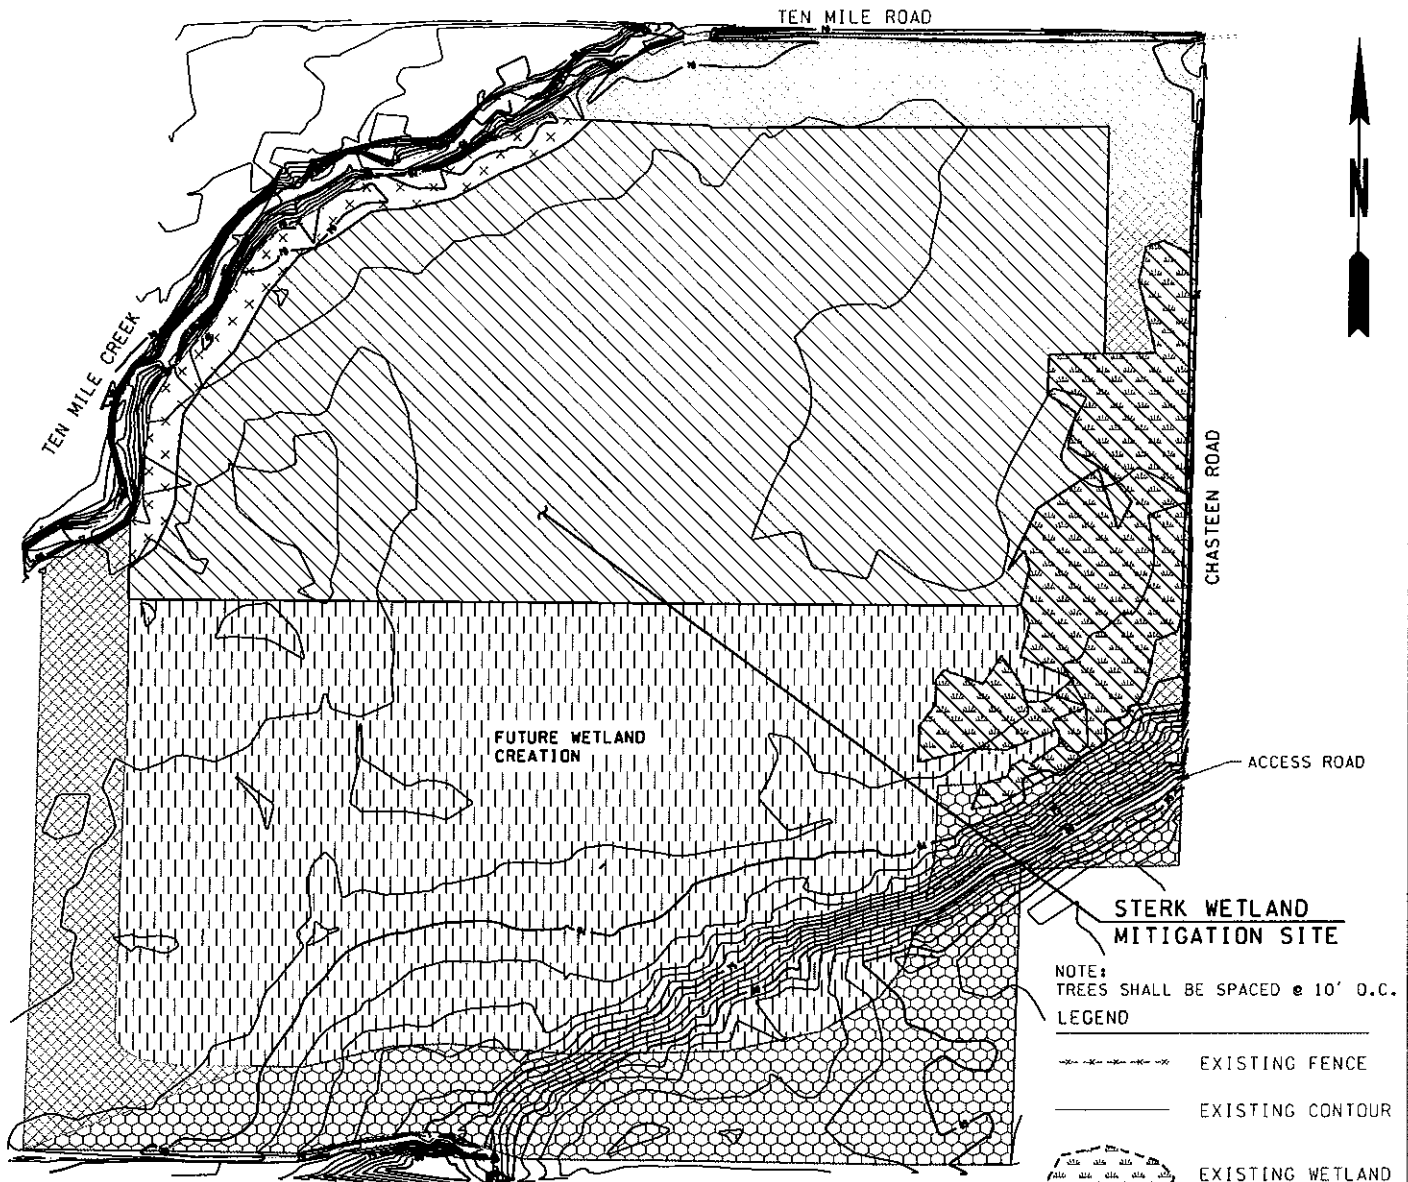 TEN MILE ROAD
N
TEN MILE CREEK
CHASTEEN ROAD
FUTURE WETLAND
CREATION
ACCESS ROAD
STERK WETLAND
MITIGATION SITE
NOTE:
TREES SHALL BE SPACED @ 10' O.C.
LEGEND
EXISTING FENCE
EXISTING CONTOUR
EXISTING WETLAND